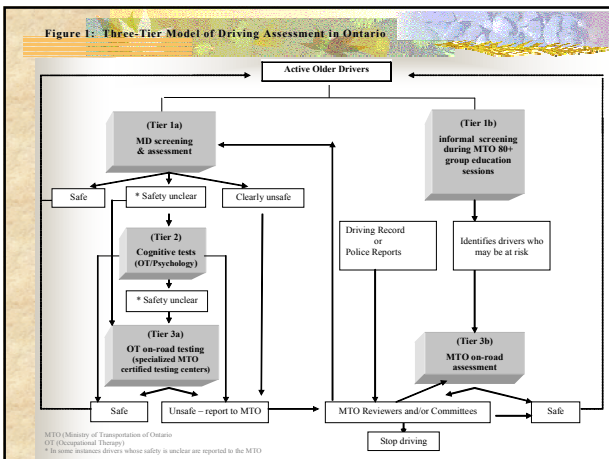 Figure 1: Three-Tier Model of Driving Assessment in Ontario
Active Older Drivers
(Tier 1a)
MD screening
& assessment
(Tier 1b)
informal screening
during MTO 80+
group education
sessions
Safe
* Safety unclear
Clearly unsafe
Driving Record
or
Police Reports
Identifies drivers who
may be at risk
(Tier 2)
Cognitive tests
(OT/Psychology)
* Safety unclear
(Tier 3a)
OT on-road testing
(specialized MTO
certified testing centers)
(Tier 3b)
MTO on-road
assessment
Safe
Unsafe – report to MTO
MTO Reviewers and/or Committees
Safe
Stop driving
MTO (Ministry of Transportation of Ontario
OT (Occupational Therapy)
* In some instances drivers whose safety is unclear are reported to the MTO